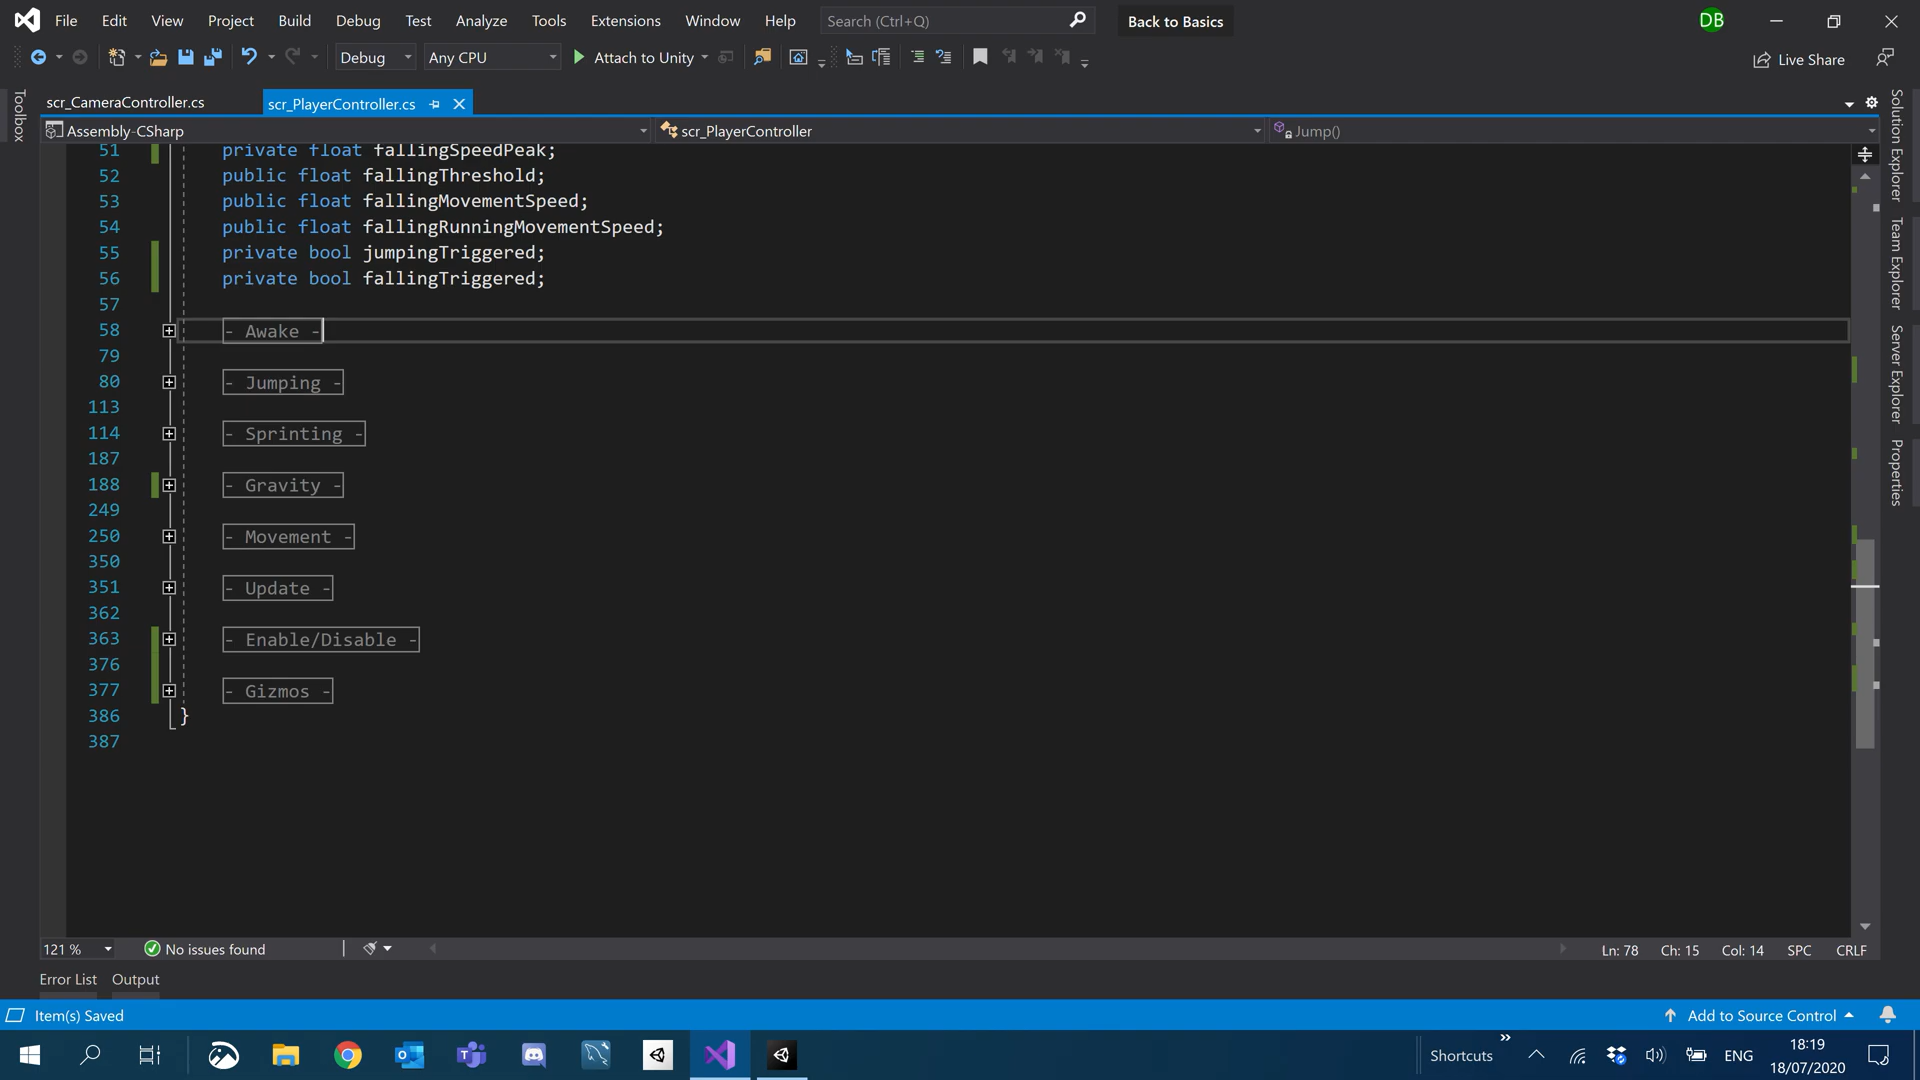 File Edit View Project Build Debug Test Analyze Tools Extensions Window Help Search (Ctrl+Q) Back to Basics DB
Debug Any CPU Attach to Unity Live Share
Toolbox
scr_CameraController.cs scr_PlayerController.cs
Assembly-CSharp scr_PlayerController Jump()
51 private float fallingSpeedPeak;
52 public float fallingThreshold;
53 public float fallingMovementSpeed;
54 public float fallingRunningMovementSpeed;
55 private bool jumpingTriggered;
56 private bool fallingTriggered;
57
58 - Awake -
79
80 - Jumping -
113
114 - Sprinting -
187
188 - Gravity -
249
250 - Movement -
350
351 - Update -
362
363 - Enable/Disable -
376
377 - Gizmos -
386 }
387
Solution Explorer
Team Explorer
Server Explorer
Properties
121 % No issues found Ln: 78 Ch: 15 Col: 14 SPC CRLF
Error List Output
Item(s) Saved Add to Source Control
Shortcuts ENG 18:19
18/07/2020